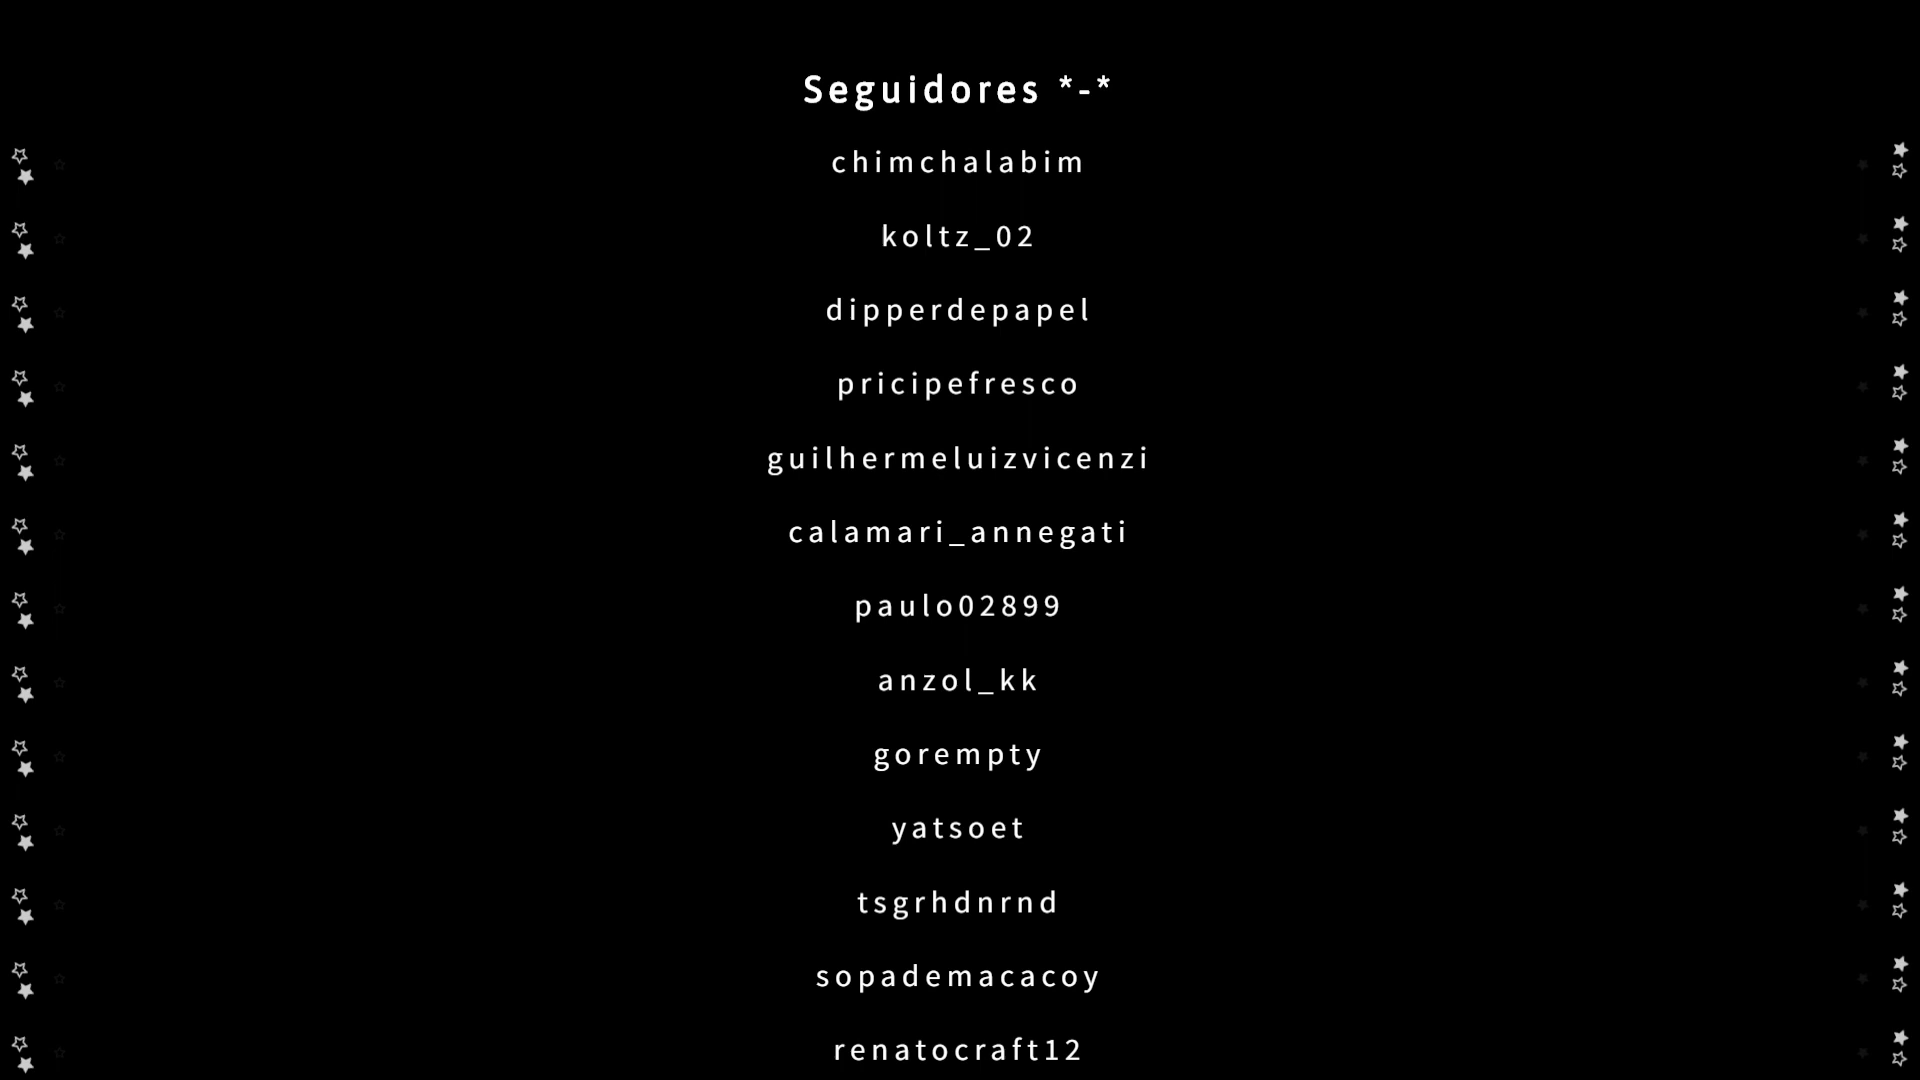 Seguidores *-*
chimchalabim
koltz_02
dipperdepapel
pricipefresco
guilhermeluizvicenzi
calamari_annegati
paulo02899
anzol_kk
gorempty
yatsoet
tsgrhdnrnd
sopademacacoy
renatocraft12